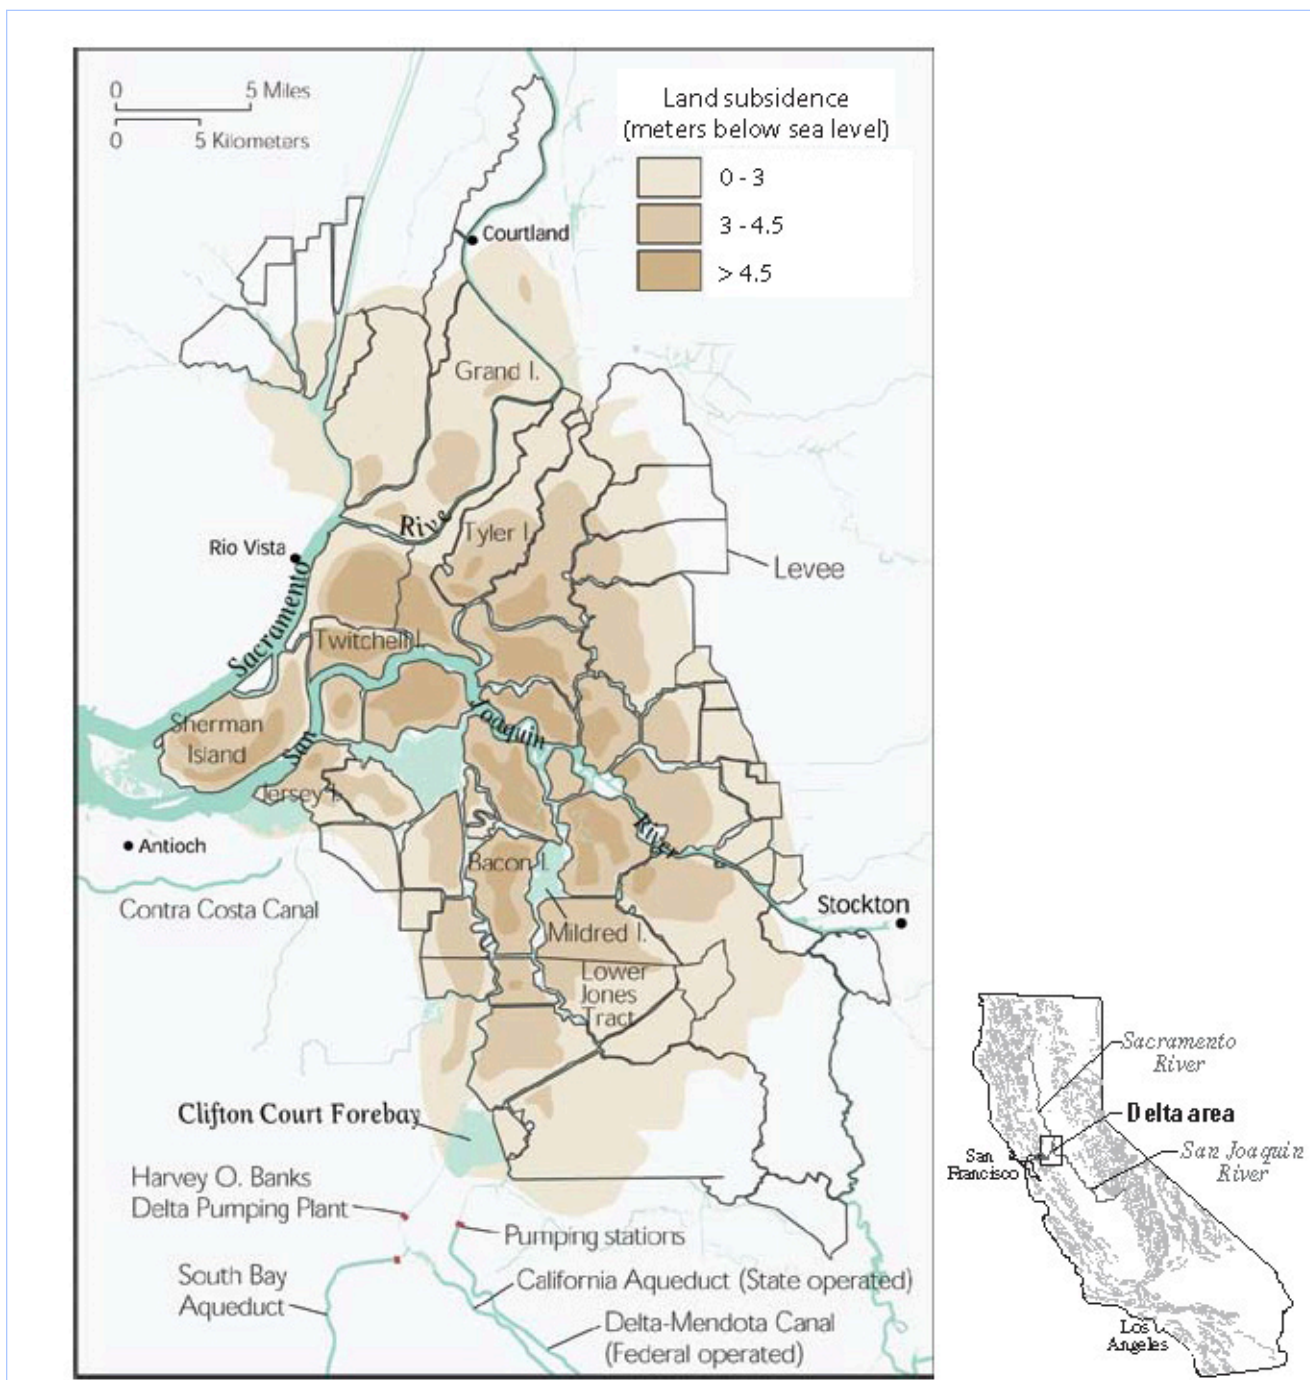 0 5 Miles
0 5 Kilometers
Land subsidence
(meters below sea level)
0 - 3
3 - 4.5
> 4.5
Courtland
Grand I.
Rio Vista
Sacramento
Rive
Tyler I.
Levee
Twitchell I.
Sherman
Island
San
Joaquin
River
Jersey I.
Antioch
Bacon I.
Contra Costa Canal
Stockton
Mildred I.
Lower
Jones
Tract
Clifton Court Forebay
Harvey O. Banks
Delta Pumping Plant
Pumping stations
South Bay
Aqueduct
California Aqueduct (State operated)
Delta-Mendota Canal
(Federal operated)
Sacramento
River
Delta area
San
Francisco
San Joaquin
River
Los
Angeles